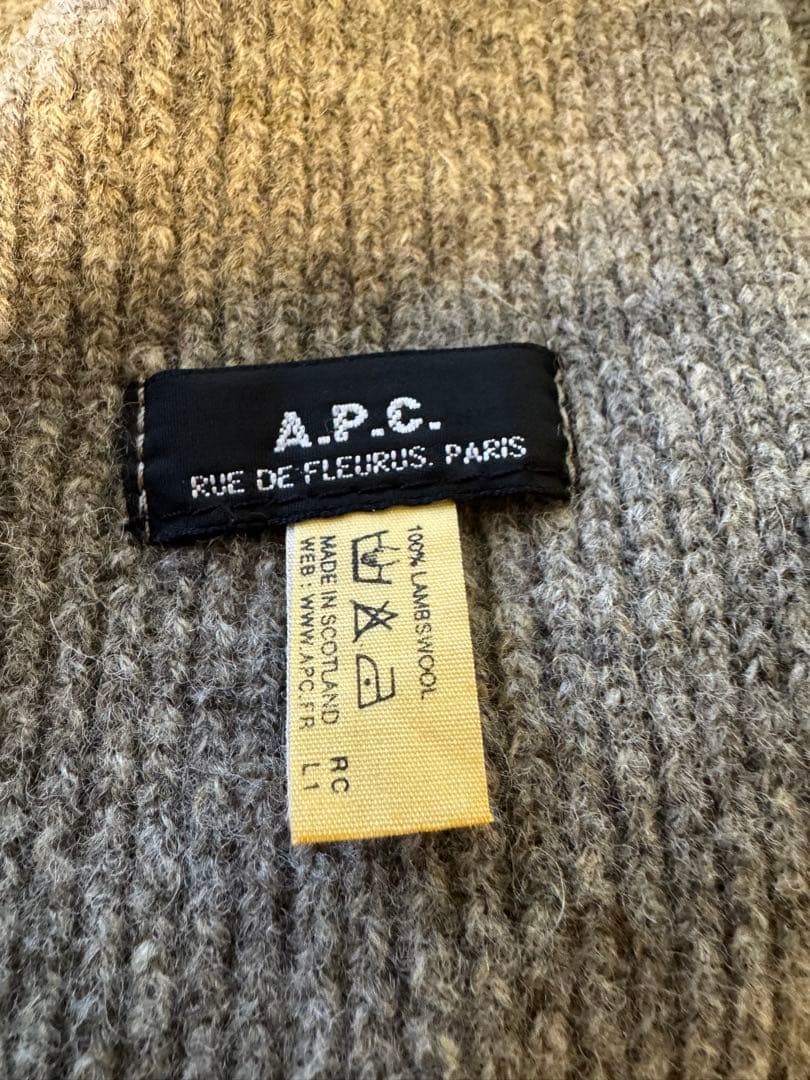 A.P.C.
RUE DE FLEURUS. PARIS
100% LAMBSWOOL
MADE IN SCOTLAND RC
WEB : WWW.APC.FR L1